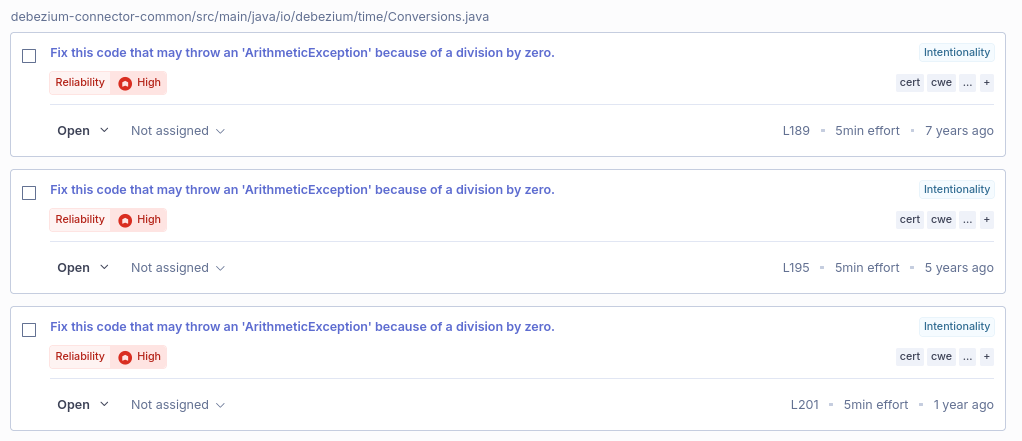 debezium-connector-common/src/main/java/io/debezium/time/Conversions.java
Fix this code that may throw an 'ArithmeticException' because of a division by zero. Intentionality
Reliability High cert cwe ... +
Open Not assigned L189 5min effort 7 years ago
Fix this code that may throw an 'ArithmeticException' because of a division by zero. Intentionality
Reliability High cert cwe ... +
Open Not assigned L195 5min effort 5 years ago
Fix this code that may throw an 'ArithmeticException' because of a division by zero. Intentionality
Reliability High cert cwe ... +
Open Not assigned L201 5min effort 1 year ago